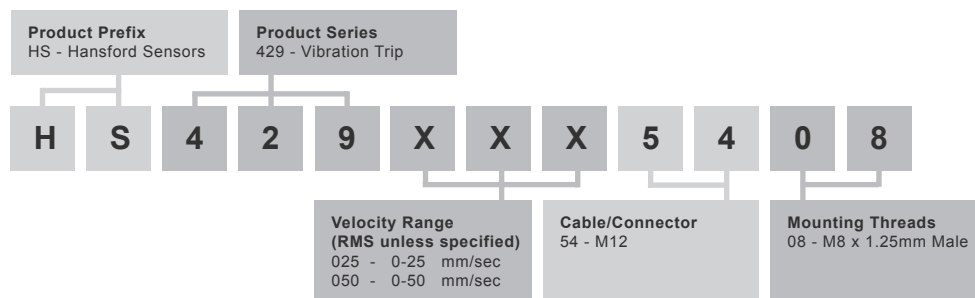 Product Prefix
HS - Hansford Sensors
Product Series
429 - Vibration Trip
H S 4 2 9 X X X 5 4 0 8
Velocity Range
(RMS unless specified)
025 - 0-25 mm/sec
050 - 0-50 mm/sec
Cable/Connector
54 - M12
Mounting Threads
08 - M8 x 1.25mm Male